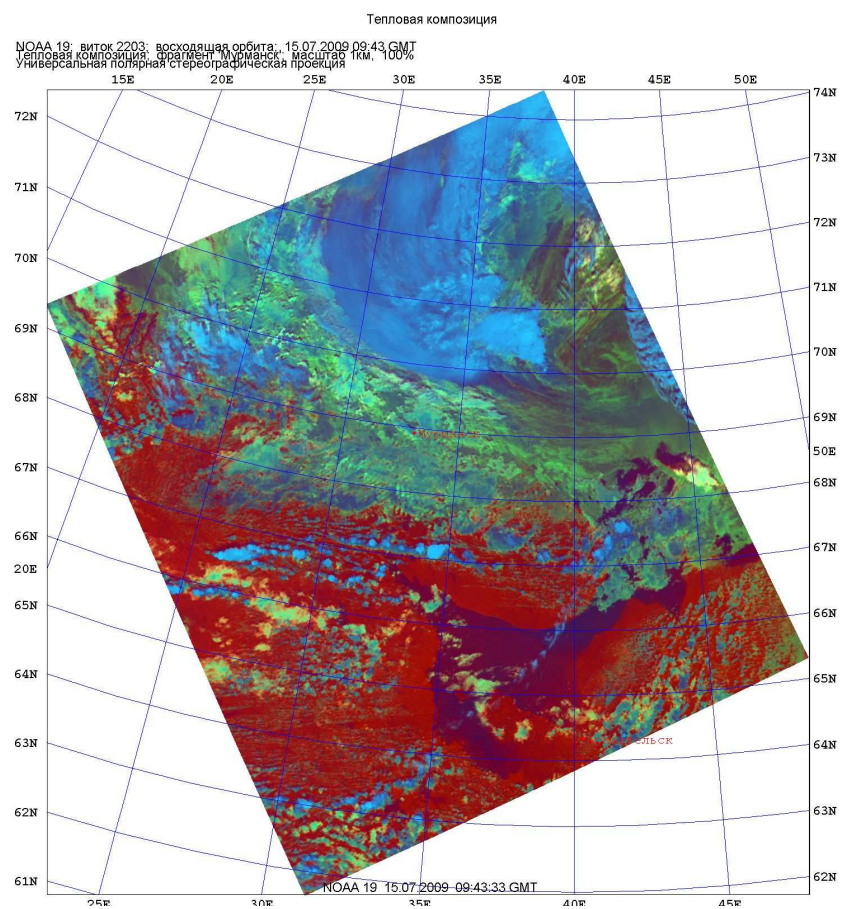 Тепловая композиция
NOAA 19; виток 2203; восходящая орбита; 15.07.2009 09:43 GMT
Тепловая композиция; фрагмент 'Мурманск'; масштаб 1км, 100%
Универсальная полярная стереографическая проекция
15E 20E 25E 30E 35E 40E 45E 50E
74N
72N
73N
71N
72N
70N
71N
69N
70N
68N
69N
Мурманск
50E
67N
68N
66N
67N
20E
65N
66N
64N
65N
63N
64N
62N
63N
61N
62N
NOAA 19 15.07.2009 09:43:33 GMT
25E 30E 35E 40E 45E